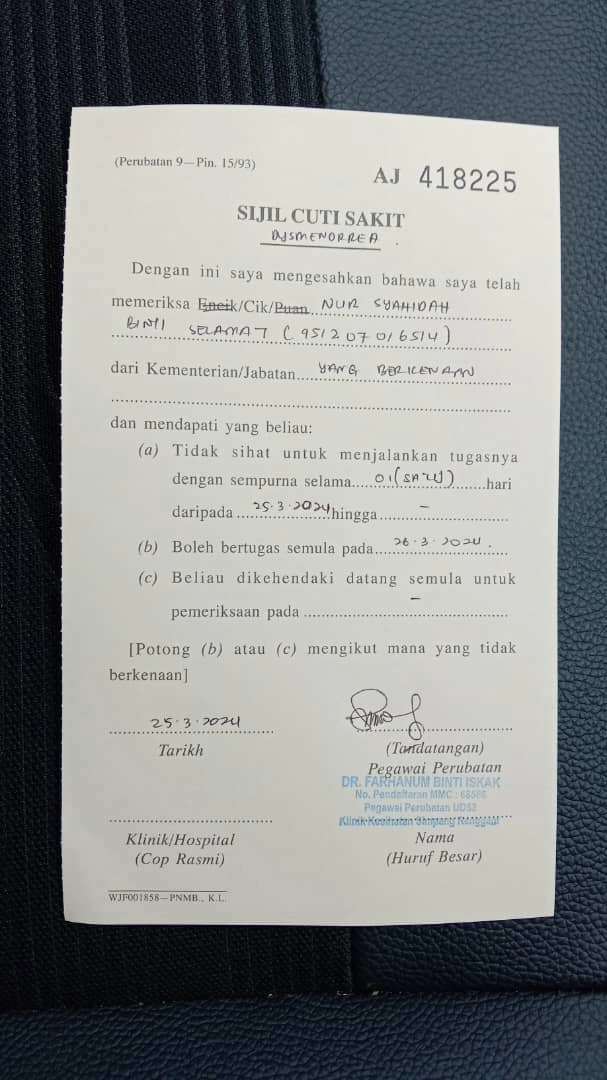 (Perubatan 9—Pin. 15/93)
AJ 418225
SIJIL CUTI SAKIT
DYSMENORREA.
Dengan ini saya mengesahkan bahawa saya telah
memeriksa Encik/Cik/Puan NUR SYAHIDAH
BINTI SELAMAT (951207016514)
dari Kementerian/Jabatan YANG BERKENAAN
dan mendapati yang beliau:
(a) Tidak sihat untuk menjalankan tugasnya
dengan sempurna selama 01 (SATU) hari
daripada 25.3.2024 hingga –
(b) Boleh bertugas semula pada 26.3.2024.
(c) Beliau dikehendaki datang semula untuk
pemeriksaan pada –
[Potong (b) atau (c) mengikut mana yang tidak
berkenaan]
25.3.2024
Tarikh
(Tandatangan)
Pegawai Perubatan
DR. FARHANUM BINTI ISKAK
No. Pendaftaran MMC : 68586
Pegawai Perubatan UD52
Klinik Kesihatan Simpang Renggam
Klinik/Hospital
(Cop Rasmi)
Nama
(Huruf Besar)
WJF001858—PNMB., K.L.